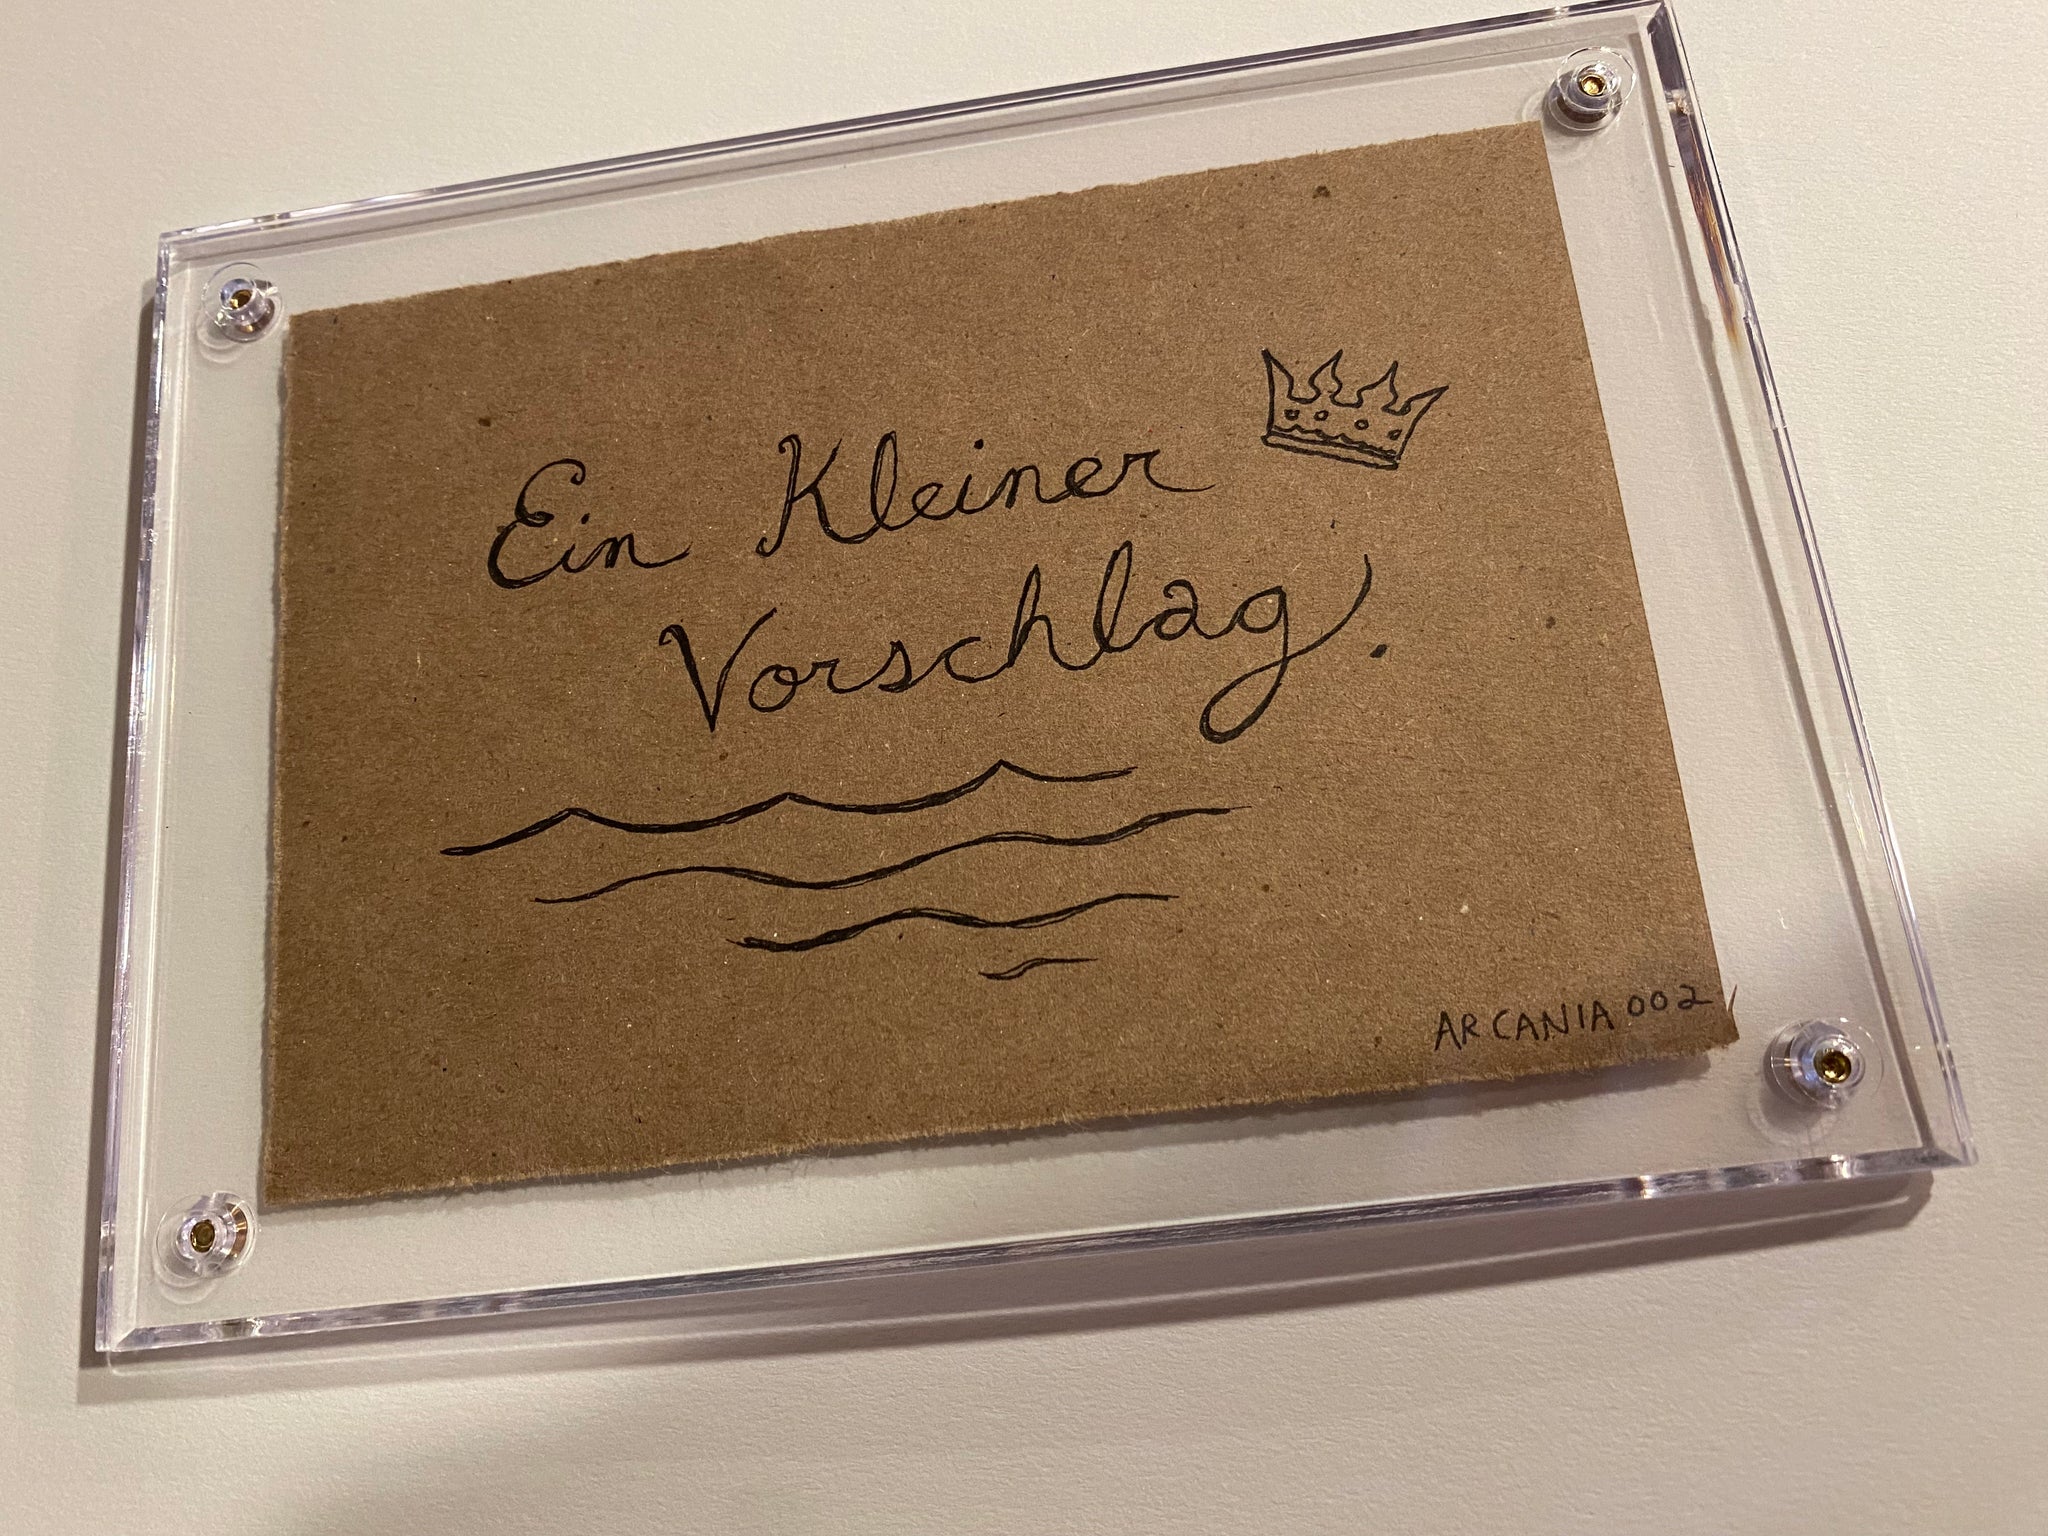 Ein Kleiner
Vorschlag.
ARCANIA 002